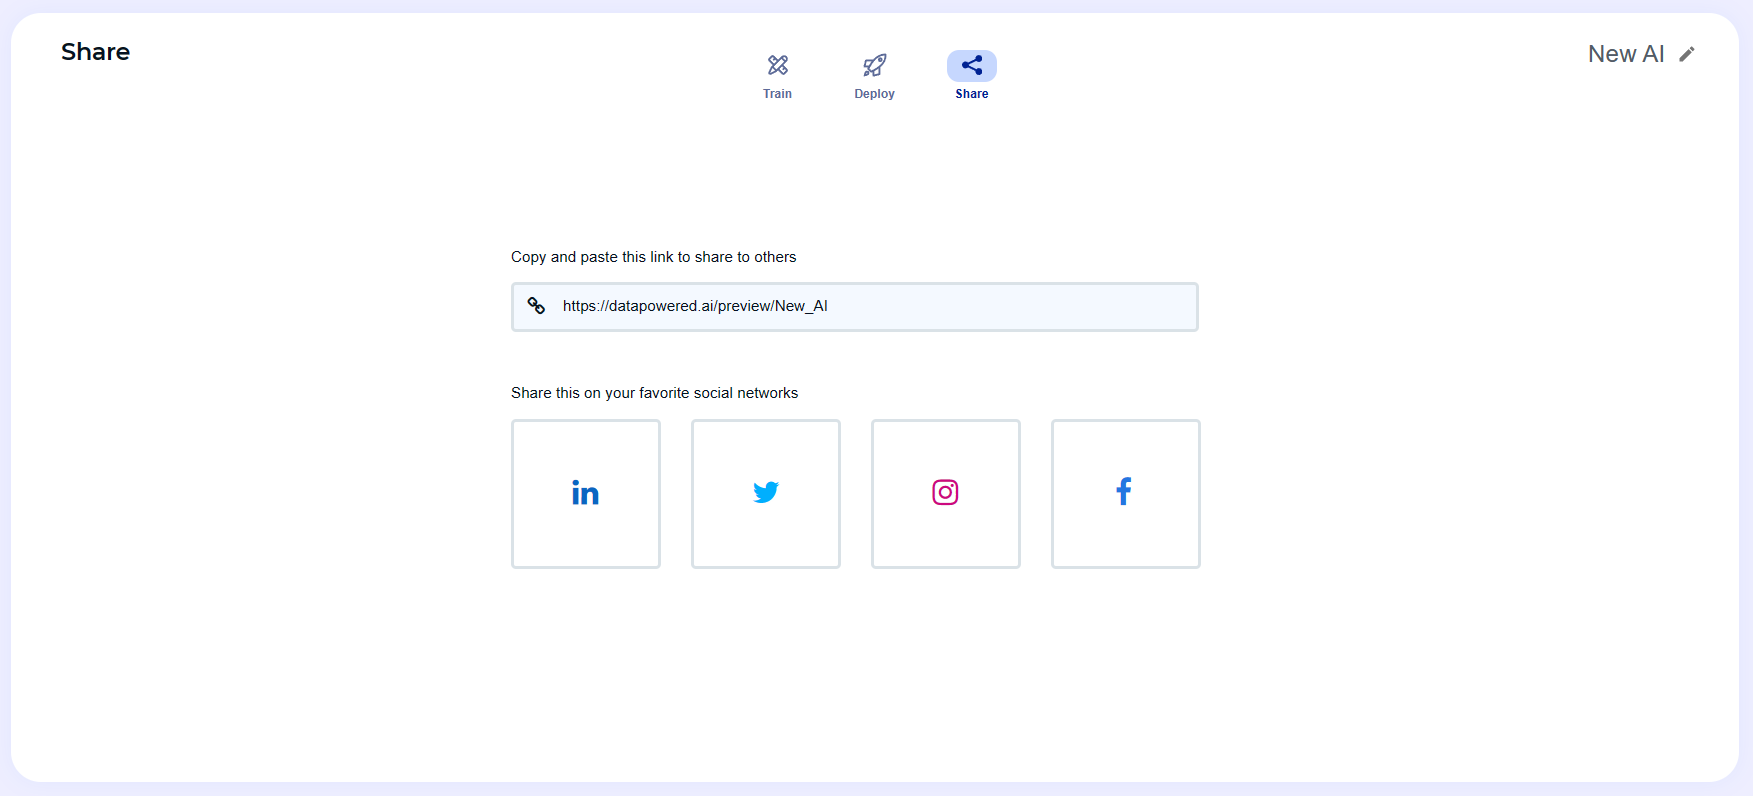 Share
Train
Deploy
Share
New AI
Copy and paste this link to share to others
https://datapowered.ai/preview/New_AI
Share this on your favorite social networks
in
f